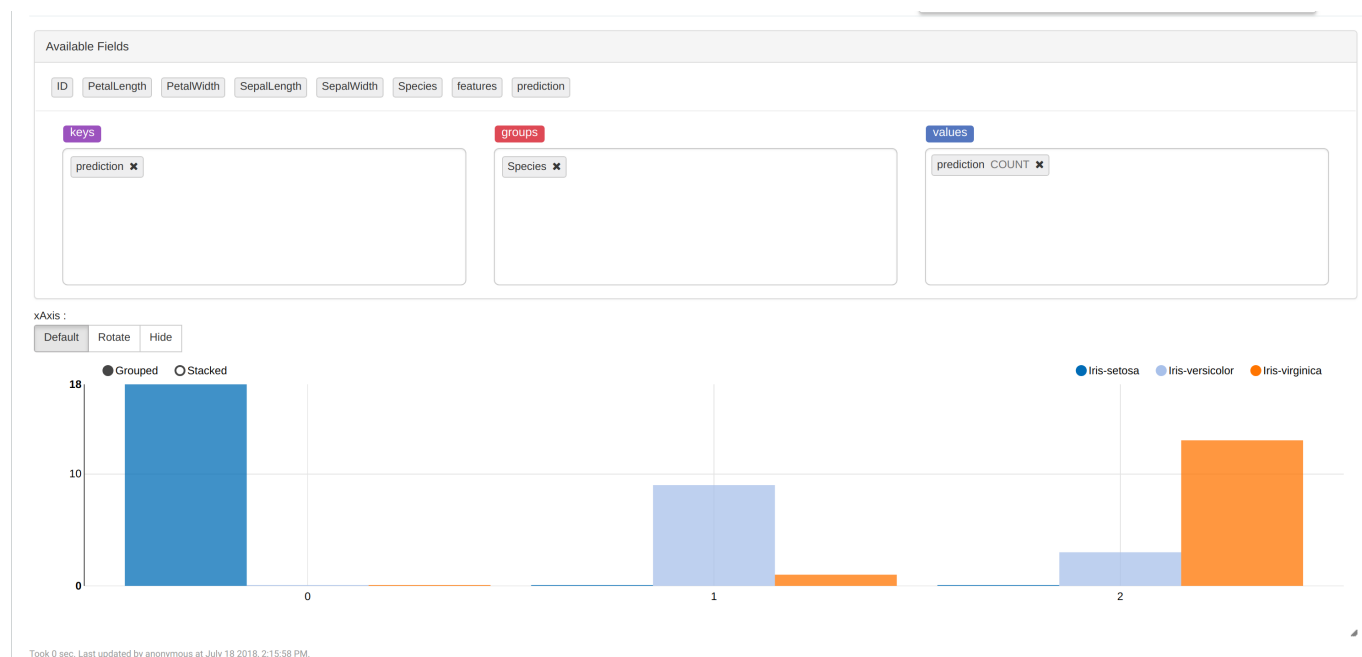 Available Fields
ID PetalLength PetalWidth SepalLength SepalWidth Species features prediction
keys groups values
prediction ✖ Species ✖ prediction COUNT ✖
xAxis :
Default Rotate Hide
Grouped Stacked Iris-setosa Iris-versicolor Iris-virginica
18
10
0
0 1 2
Took 0 sec. Last updated by anonymous at July 18 2018, 2:15:58 PM.